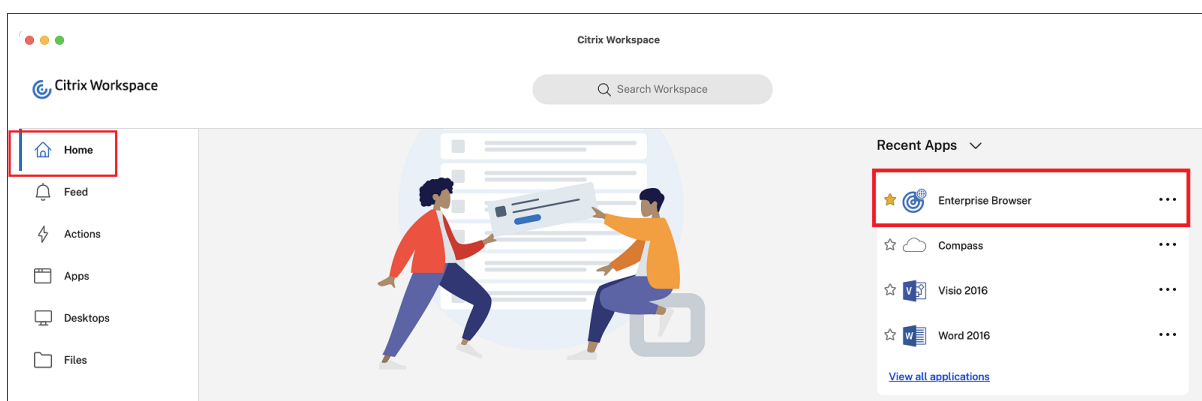 Citrix Workspace
Citrix Workspace
Search Workspace
Home
Feed
Actions
Apps
Desktops
Files
Recent Apps
Enterprise Browser
Compass
Visio 2016
Word 2016
View all applications